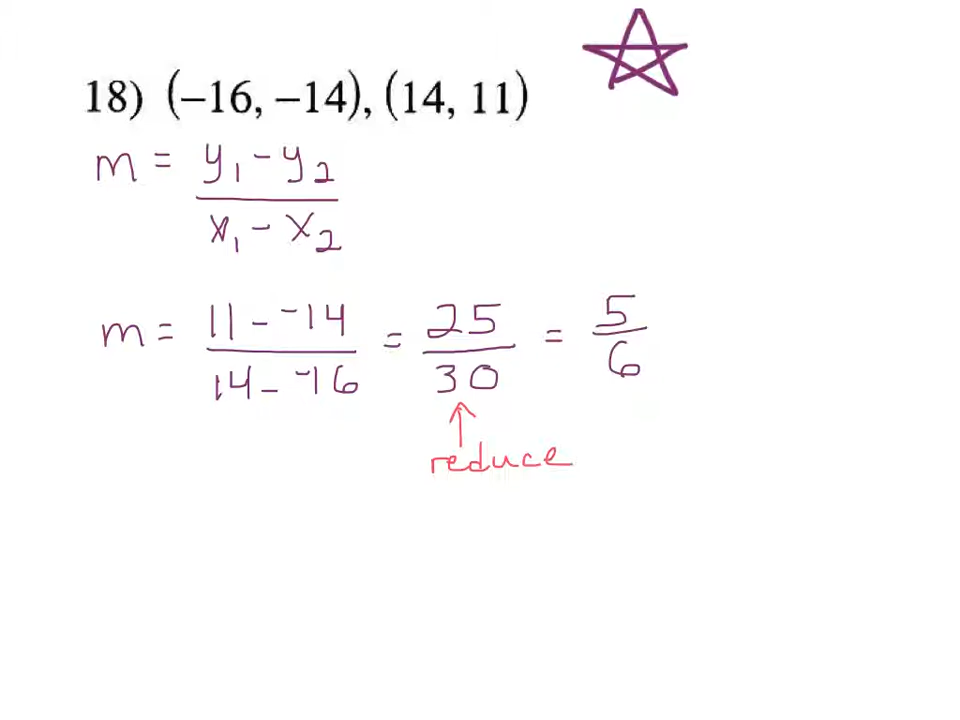 18) (−16, −14), (14, 11)
m = y₁ - y₂
x₁ - x₂
m = 11 - -14 = 25 = 5
14 - -16 30 6
reduce